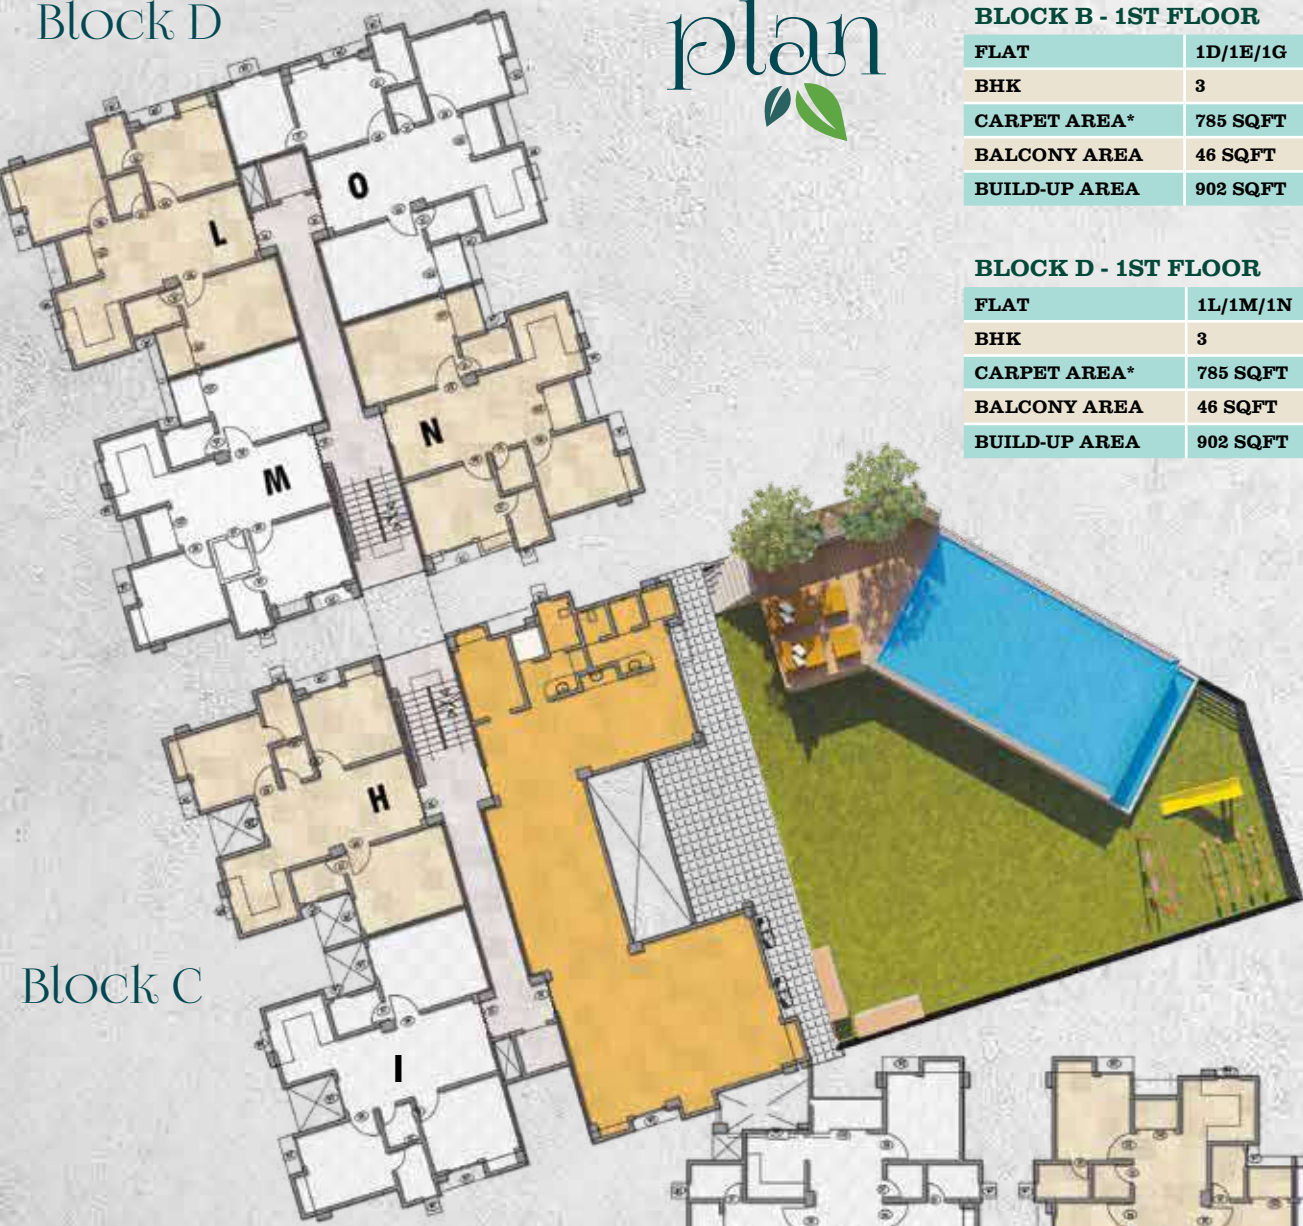 Block D
plan
BLOCK B - 1ST FLOOR
FLAT 1D/1E/1G
BHK 3
CARPET AREA* 785 SQFT
BALCONY AREA 46 SQFT
BUILD-UP AREA 902 SQFT
BLOCK D - 1ST FLOOR
FLAT 1L/1M/1N
BHK 3
CARPET AREA* 785 SQFT
BALCONY AREA 46 SQFT
BUILD-UP AREA 902 SQFT
O
L
N
M
H
Block C
I